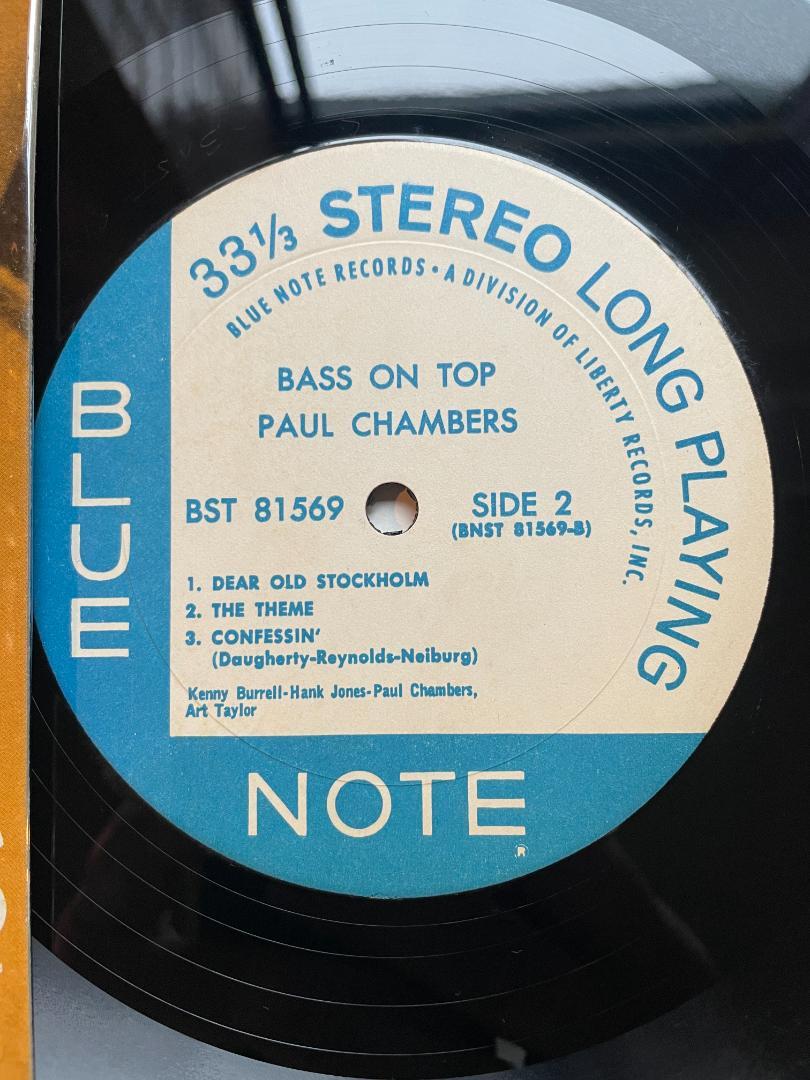 33⅓ STEREO LONG PLAYING
BLUE NOTE RECORDS • A DIVISION OF LIBERTY RECORDS, INC.
BASS ON TOP
PAUL CHAMBERS
BST 81569
SIDE 2
(BNST 81569-B)
1. DEAR OLD STOCKHOLM
2. THE THEME
3. CONFESSIN'
(Daugherty-Reynolds-Neiburg)
Kenny Burrell-Hank Jones-Paul Chambers,
Art Taylor
BLUE
NOTE
®